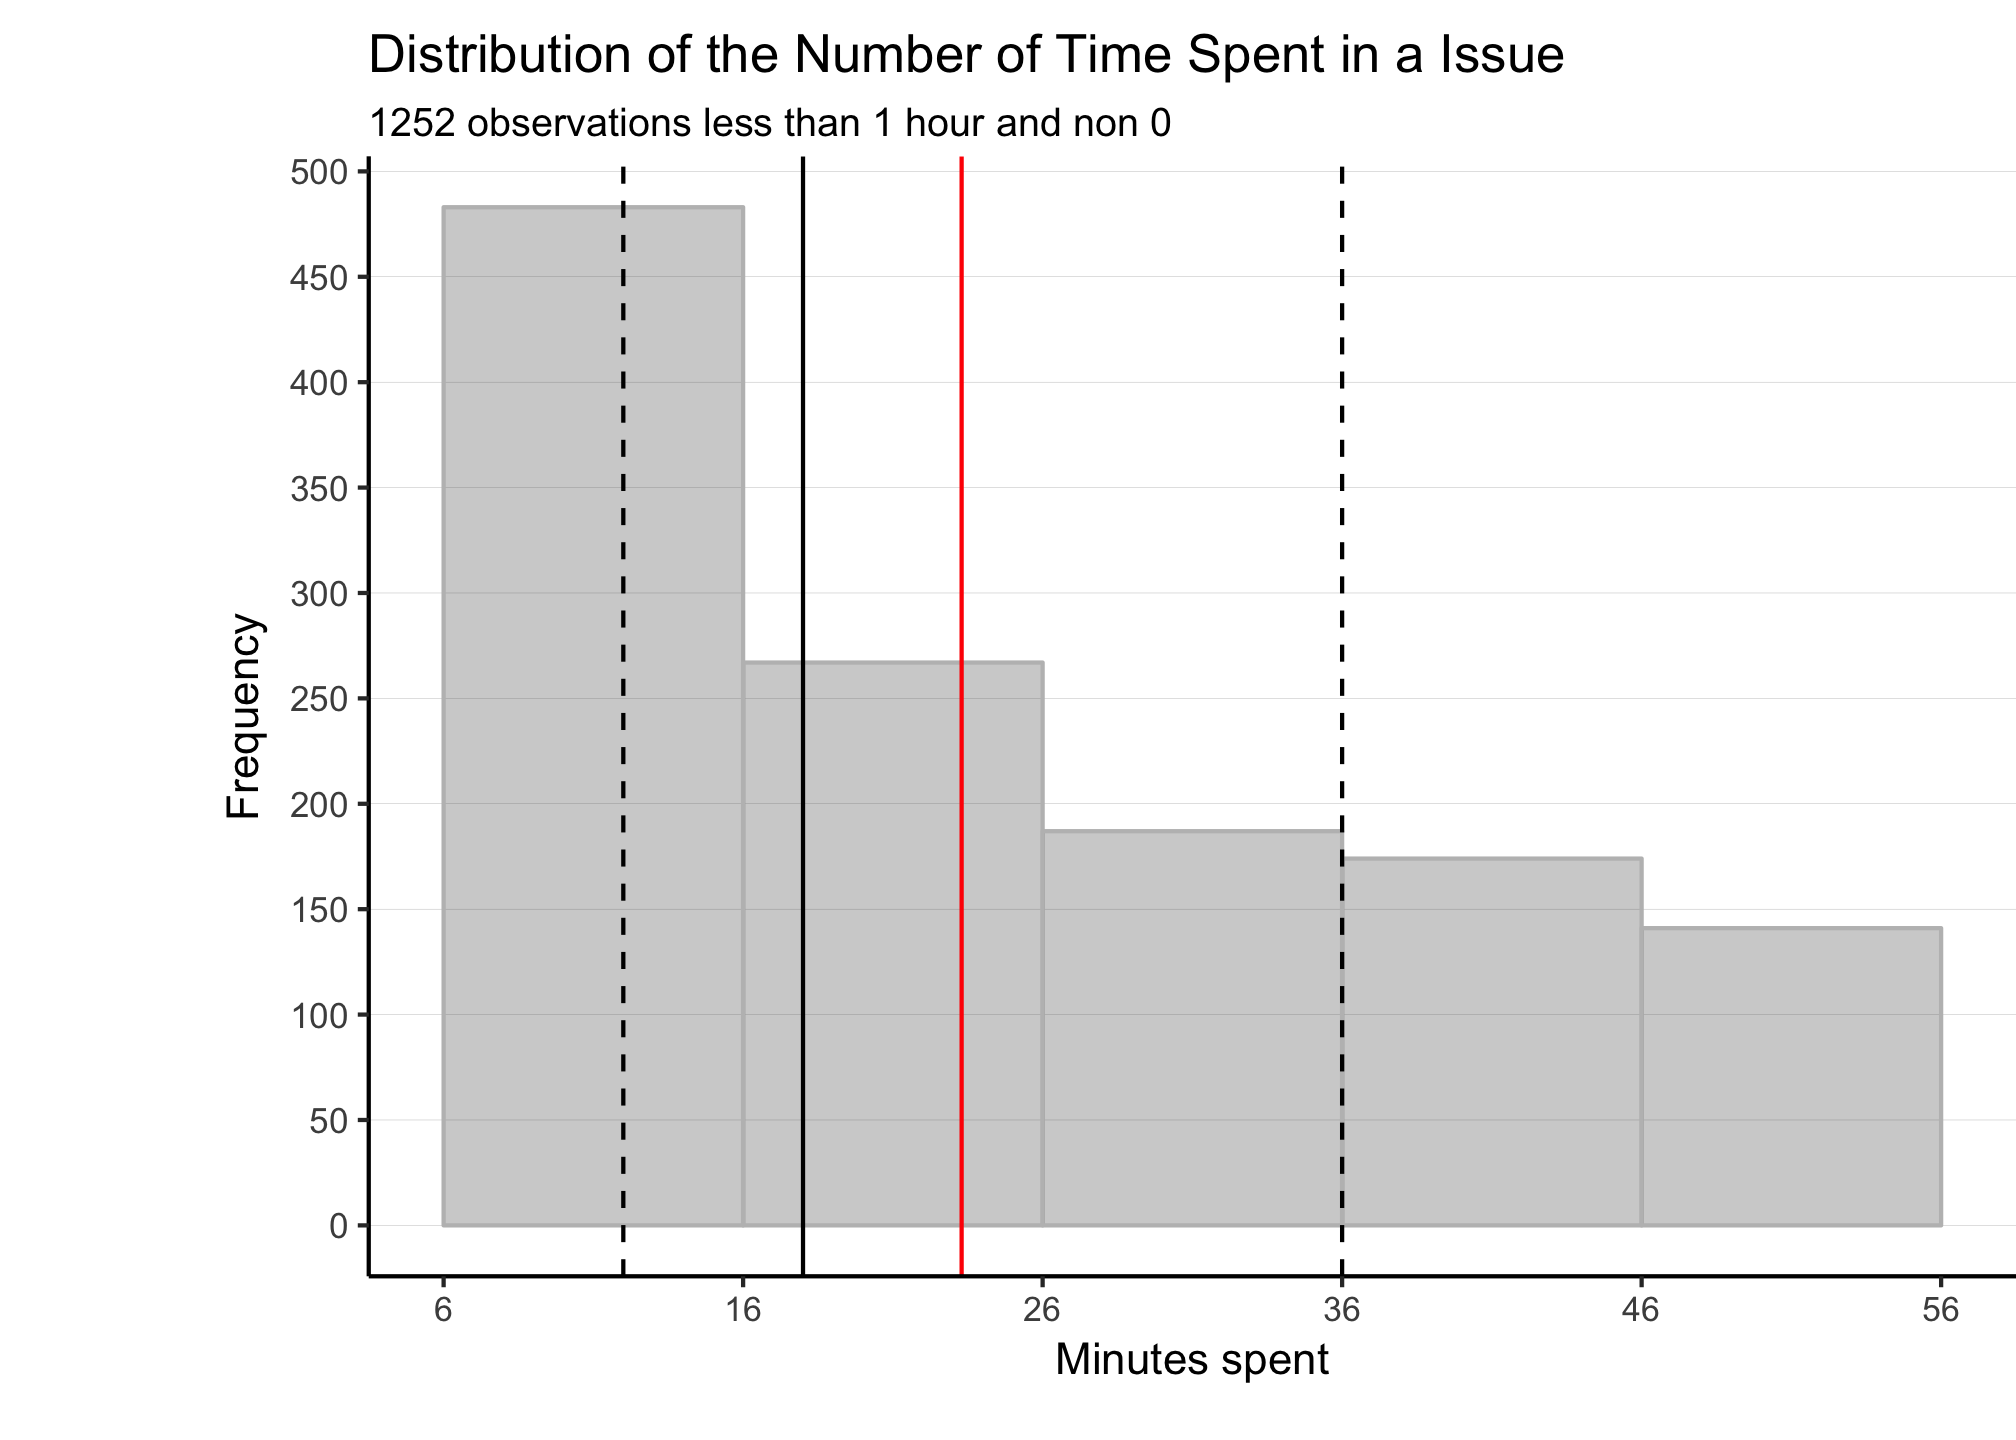 Distribution of the Number of Time Spent in a Issue
1252 observations less than 1 hour and non 0
500
450
400
350
300
250
200
150
100
50
0
Frequency
6 16 26 36 46 56
Minutes spent